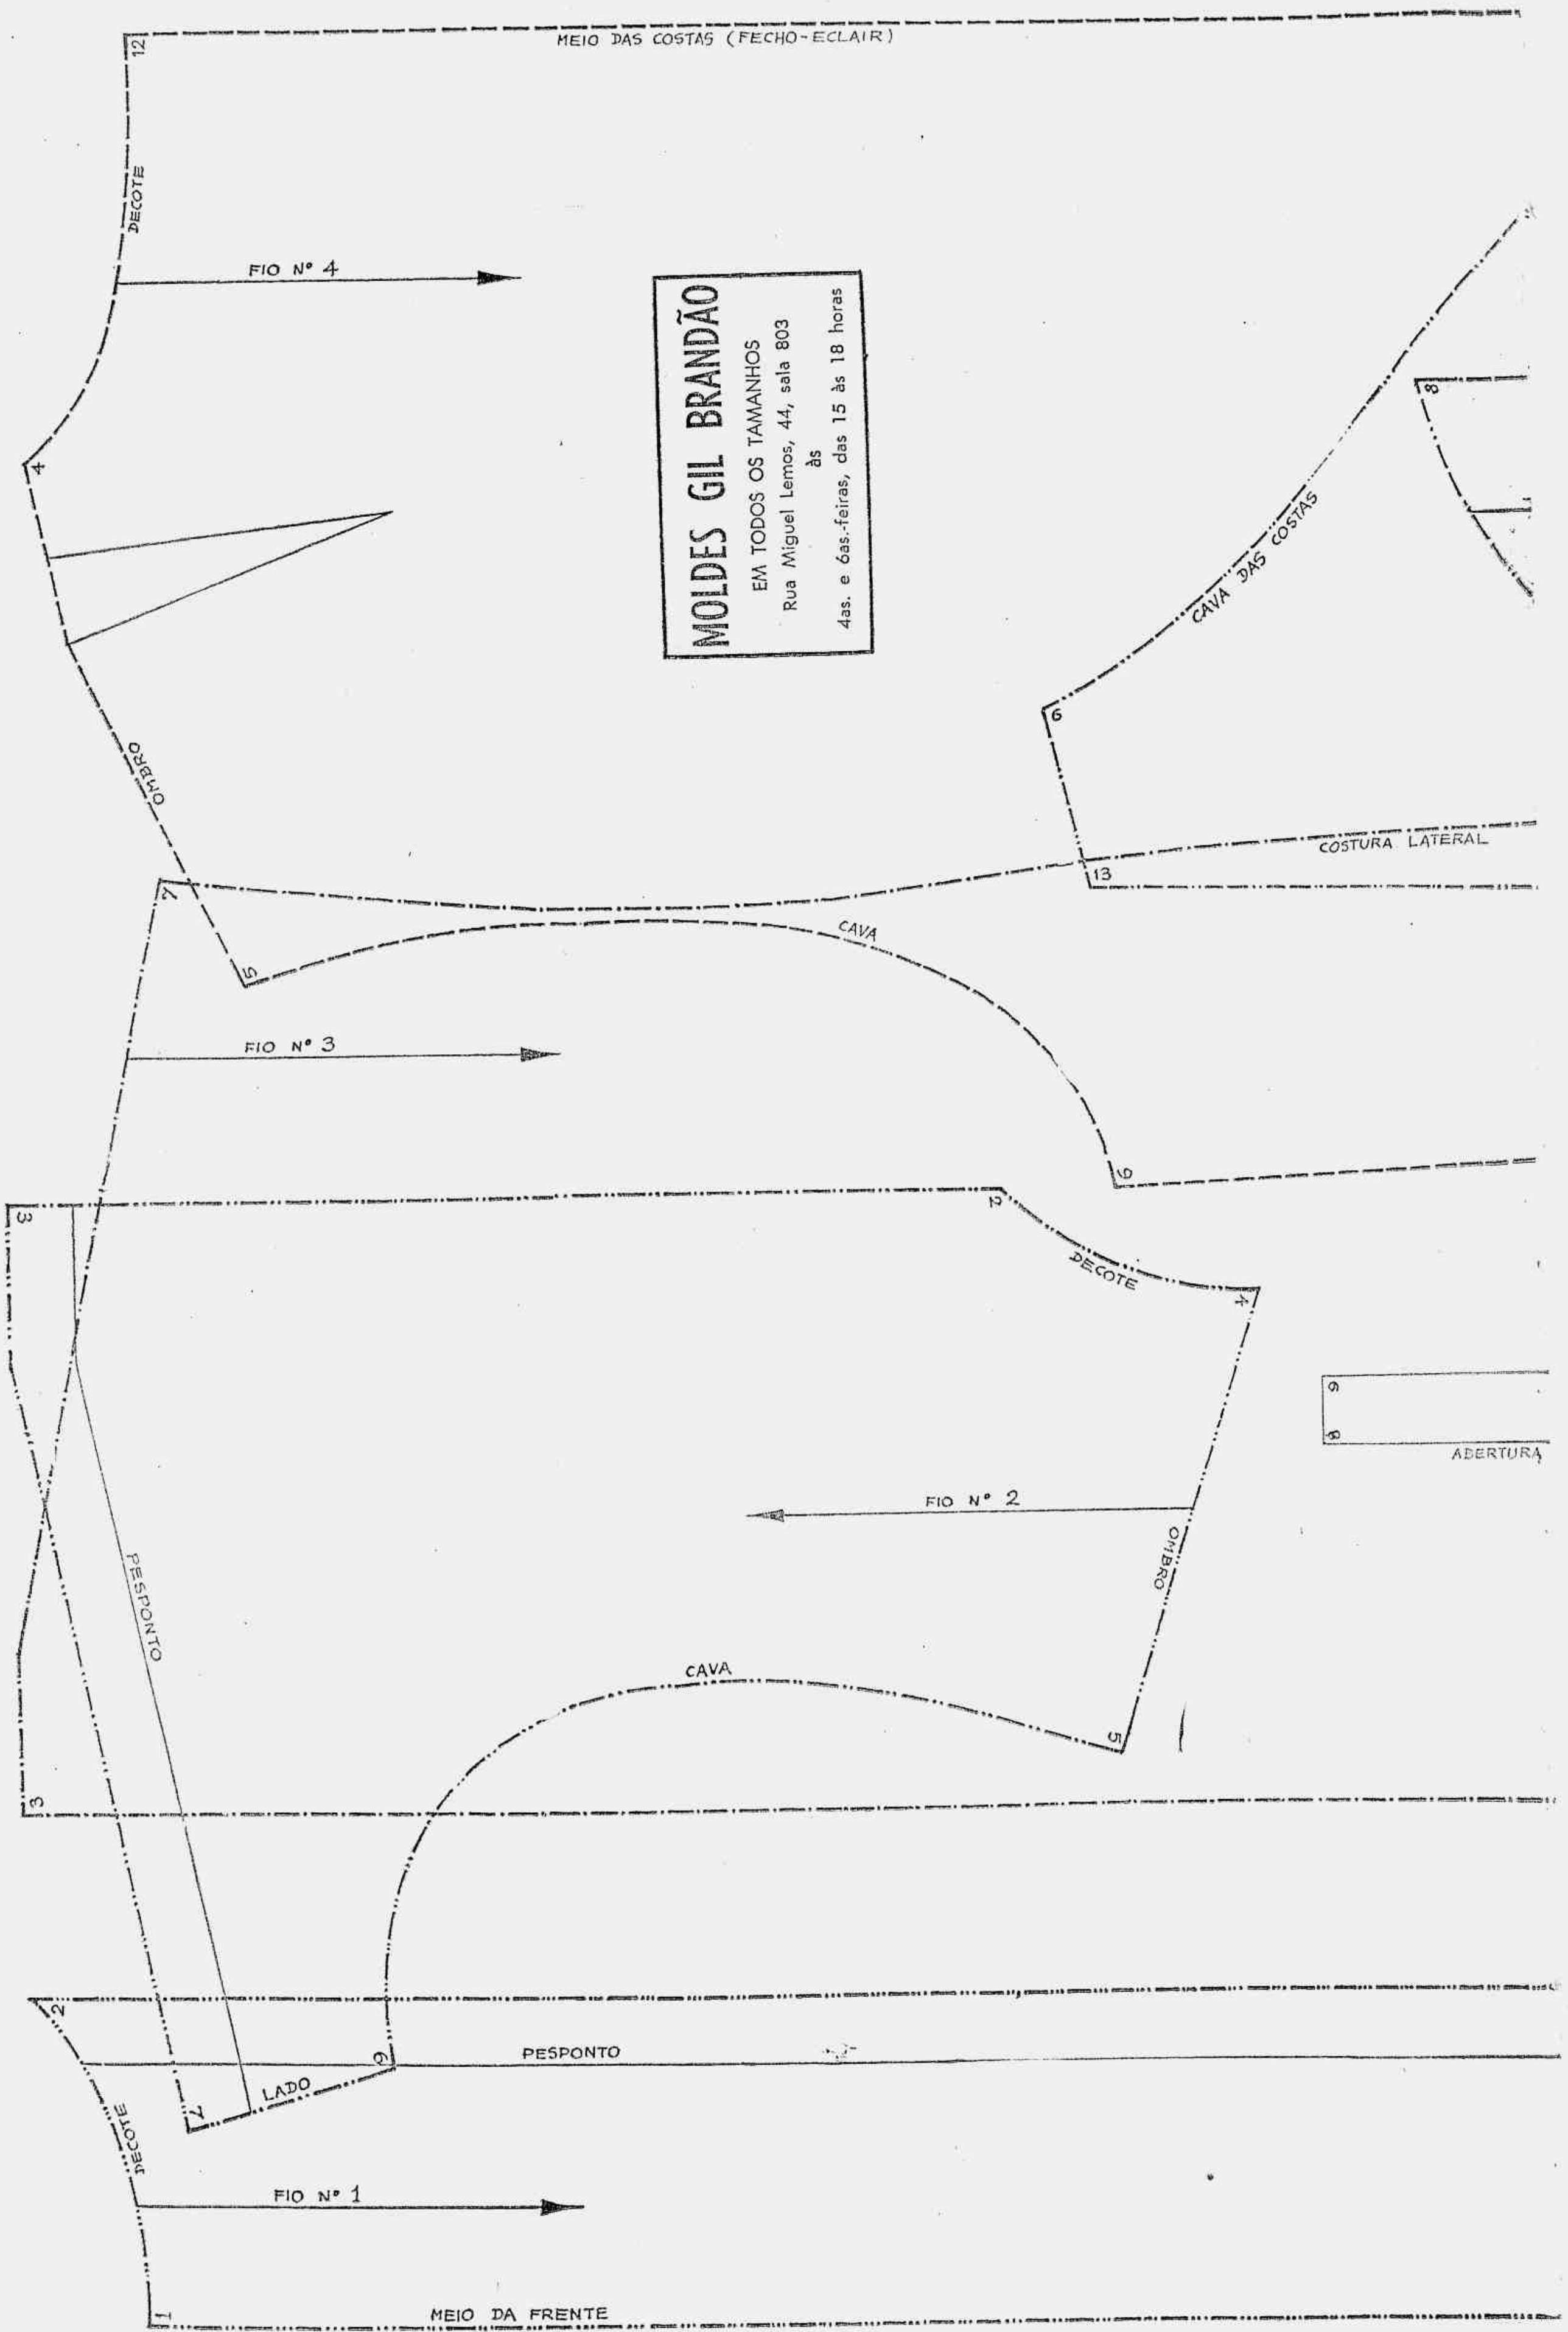 12
MEIO DAS COSTAS (FECHO-ECLAIR)
DECOTE
FIO Nº 4
4
MOLDES GIL BRANDÃO
EM TODOS OS TAMANHOS
Rua Miguel Lemos, 44, sala 803
às
4as. e 6as.-feiras, das 15 às 18 horas
8
CAVA DAS COSTAS
6
OMBRO
COSTURA LATERAL
13
7
CAVA
5
FIO Nº 3
6
3
2
DECOTE
4
6
8
ABERTURA
FIO Nº 2
OMBRO
PESPONTO
CAVA
5
3
2
6
PESPONTO
LADO
7
DECOTE
FIO Nº 1
1
MEIO DA FRENTE